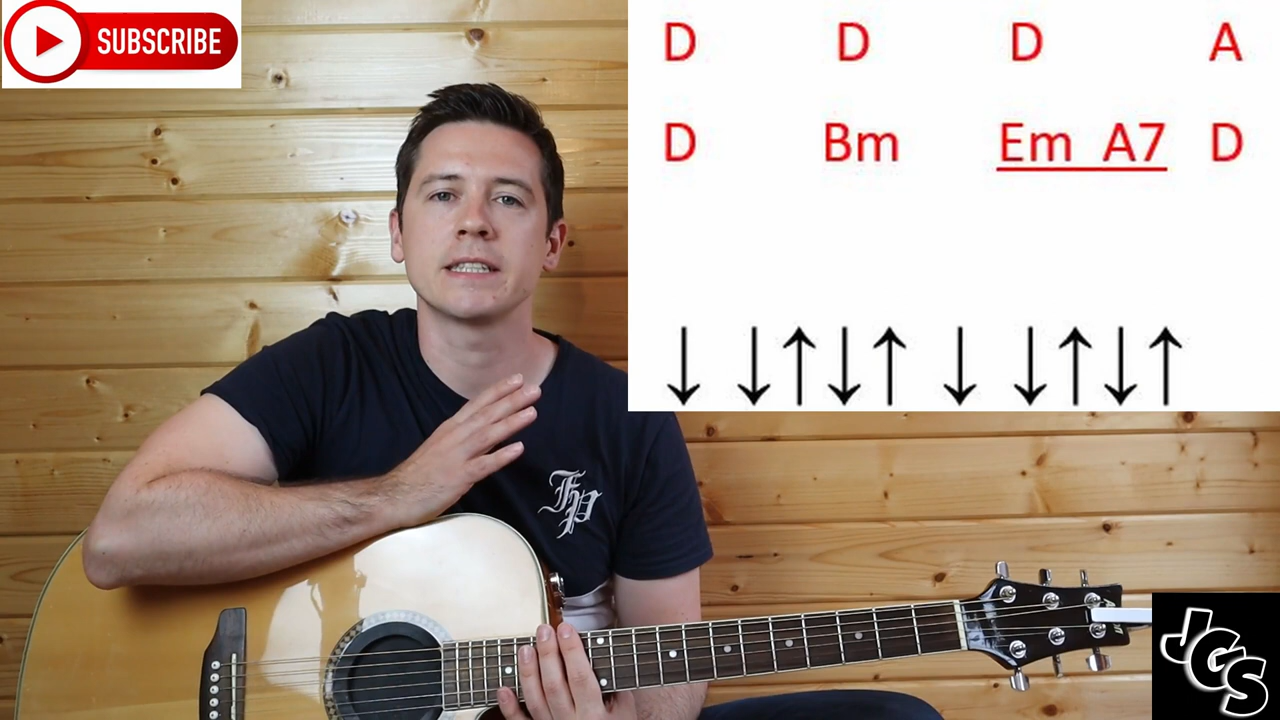 SUBSCRIBE
D D D A
D Bm Em A7 D
↓ ↓↑↓↑ ↓ ↓↑↓↑
FP
JGS